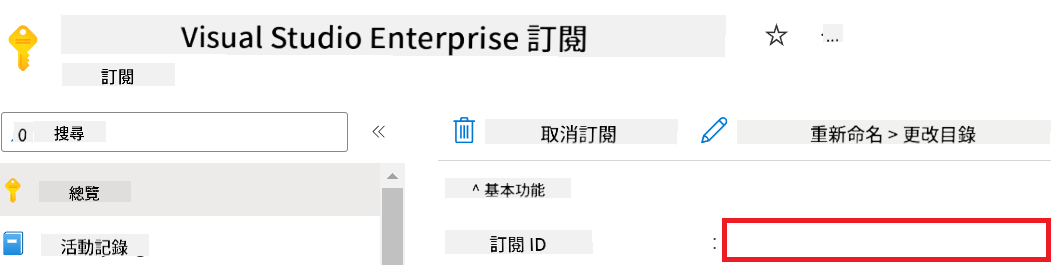 Visual Studio Enterprise 訂閱
...
訂閱
搜尋
«
取消訂閱
重新命名 > 更改目錄
總覽
^ 基本功能
活動記錄
訂閱 ID :